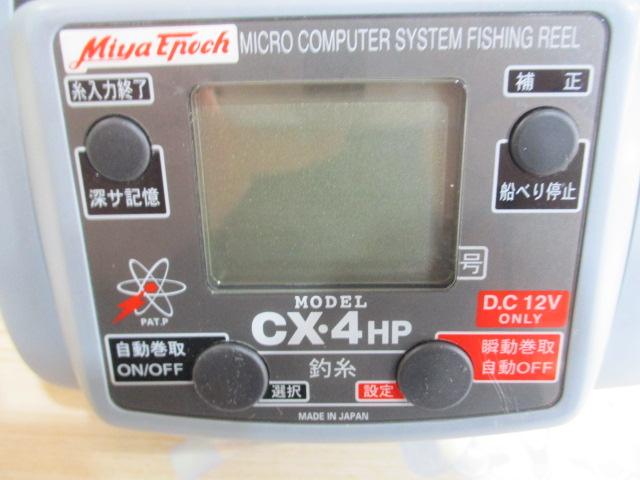 Miya Epoch MICRO COMPUTER SYSTEM FISHING REEL
糸入力終了
補 正
深サ記憶
船べり停止
号
PAT.P
MODEL
CX・4HP
D.C 12V
ONLY
自動巻取
ON/OFF
選択
釣糸
設定
瞬動巻取
自動OFF
MADE IN JAPAN